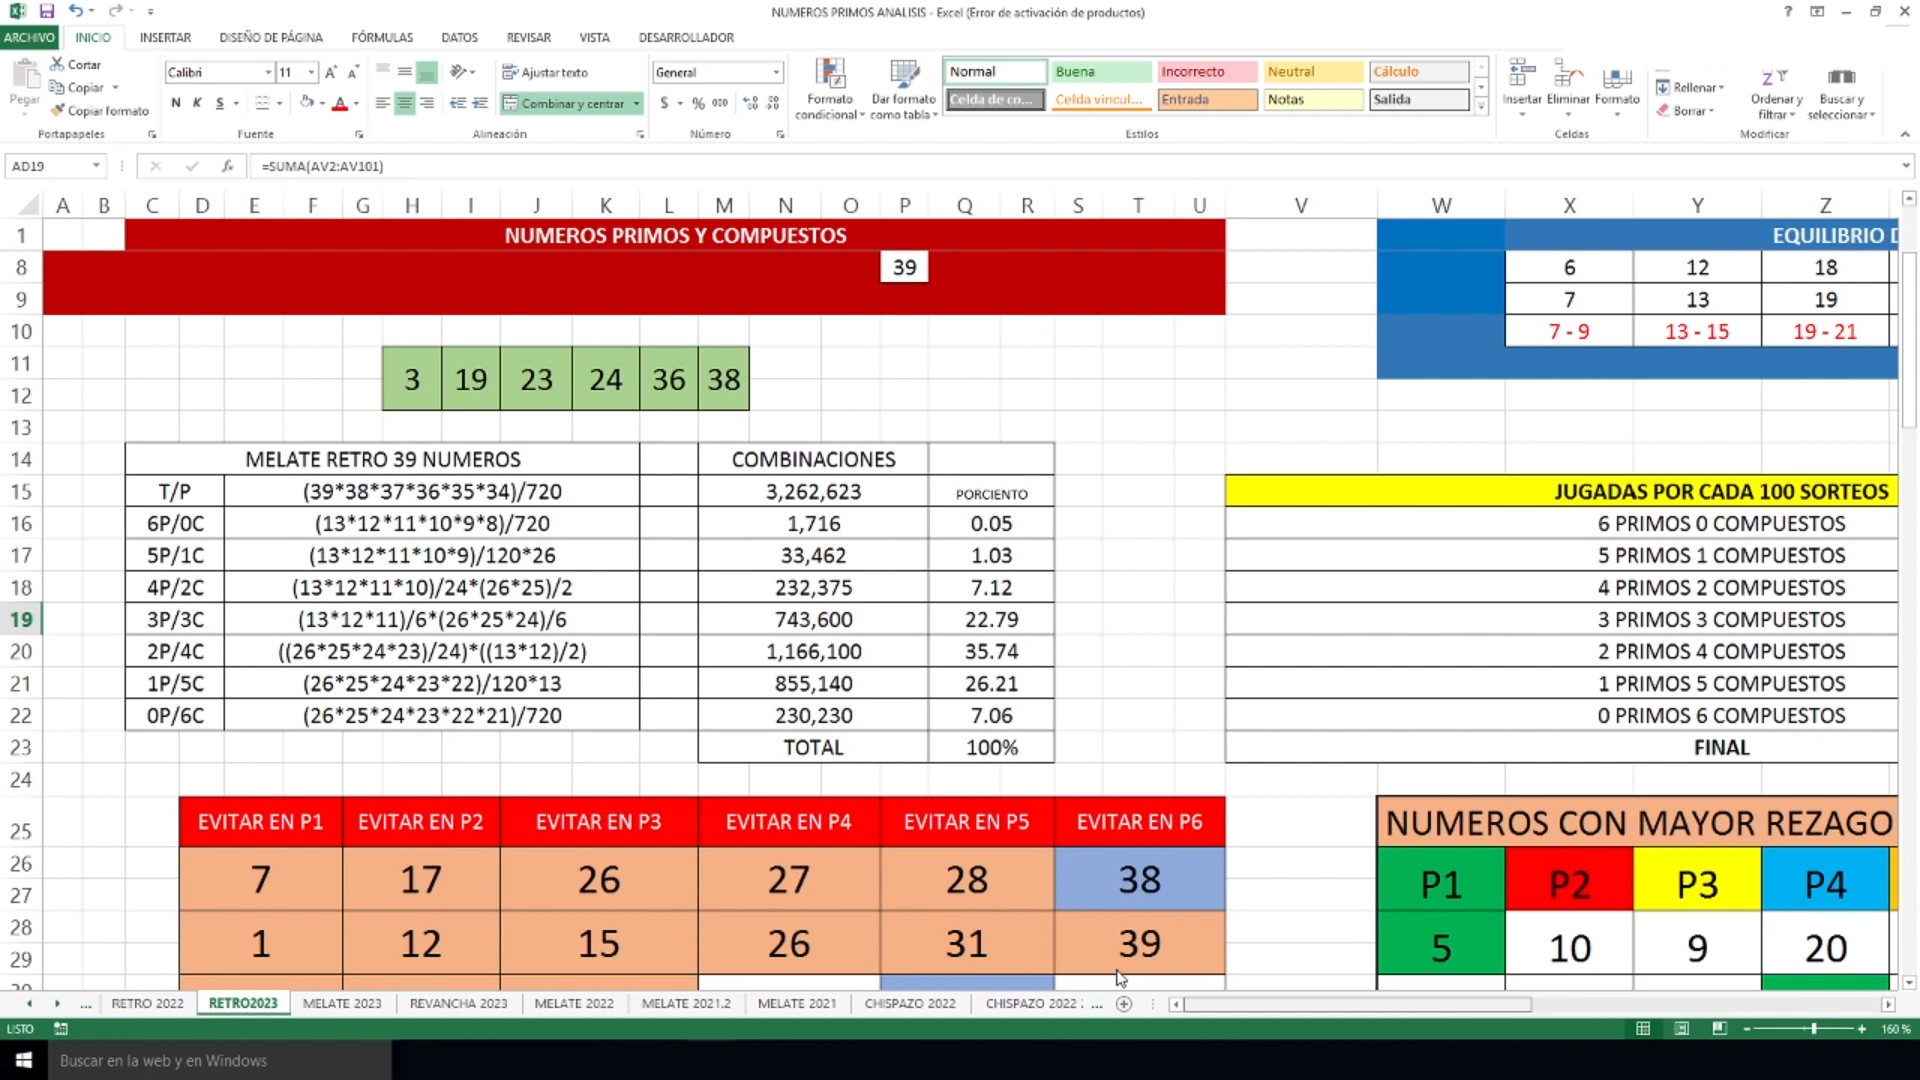 NUMEROS PRIMOS ANALISIS - Excel (Error de activación de productos)
ARCHIVO INICIO INSERTAR DISEÑO DE PÁGINA FÓRMULAS DATOS REVISAR VISTA DESARROLLADOR
Pegar
Cortar
Copiar
Copiar formato
Portapapeles
Calibri 11
N K S
Fuente
Ajustar texto
Combinar y centrar
Alineación
General
$ % 000
Número
Formato condicional
Dar formato como tabla
Normal Buena Incorrecto Neutral Cálculo
Celda de co... Celda vincul... Entrada Notas Salida
Estilos
Insertar Eliminar Formato
Celdas
Rellenar
Borrar
Ordenar y filtrar
Buscar y seleccionar
Modificar
AD19 fx =SUMA(AV2:AV101)
A B C D E F G H I J K L M N O P Q R S T U V W X Y Z
1 NUMEROS PRIMOS Y COMPUESTOS EQUILIBRIO D
8 39 6 12 18
9 7 13 19
10 7 - 9 13 - 15 19 - 21
11
3 19 23 24 36 38
12
13
14 MELATE RETRO 39 NUMEROS COMBINACIONES
15 T/P (39*38*37*36*35*34)/720 3,262,623 PORCIENTO JUGADAS POR CADA 100 SORTEOS
16 6P/0C (13*12*11*10*9*8)/720 1,716 0.05 6 PRIMOS 0 COMPUESTOS
17 5P/1C (13*12*11*10*9)/120*26 33,462 1.03 5 PRIMOS 1 COMPUESTOS
18 4P/2C (13*12*11*10)/24*(26*25)/2 232,375 7.12 4 PRIMOS 2 COMPUESTOS
19 3P/3C (13*12*11)/6*(26*25*24)/6 743,600 22.79 3 PRIMOS 3 COMPUESTOS
20 2P/4C ((26*25*24*23)/24)*((13*12)/2) 1,166,100 35.74 2 PRIMOS 4 COMPUESTOS
21 1P/5C (26*25*24*23*22)/120*13 855,140 26.21 1 PRIMOS 5 COMPUESTOS
22 0P/6C (26*25*24*23*22*21)/720 230,230 7.06 0 PRIMOS 6 COMPUESTOS
23 TOTAL 100% FINAL
24
25 EVITAR EN P1 EVITAR EN P2 EVITAR EN P3 EVITAR EN P4 EVITAR EN P5 EVITAR EN P6 NUMEROS CON MAYOR REZAGO
26
7 17 26 27 28 38 P1 P2 P3 P4
27
28
1 12 15 26 31 39 5 10 9 20
29
... RETRO 2022 RETRO2023 MELATE 2023 REVANCHA 2023 MELATE 2022 MELATE 2021.2 MELATE 2021 CHISPAZO 2022 CHISPAZO 2022 ...
LISTO 160 %
Buscar en la web y en Windows